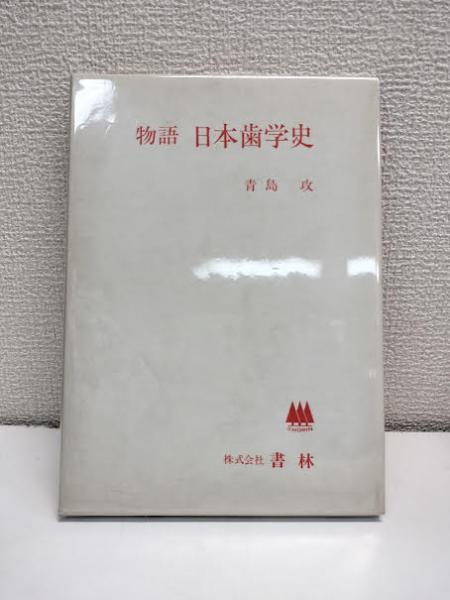 物語 日本歯学史
青島 攻
株式会社 書林